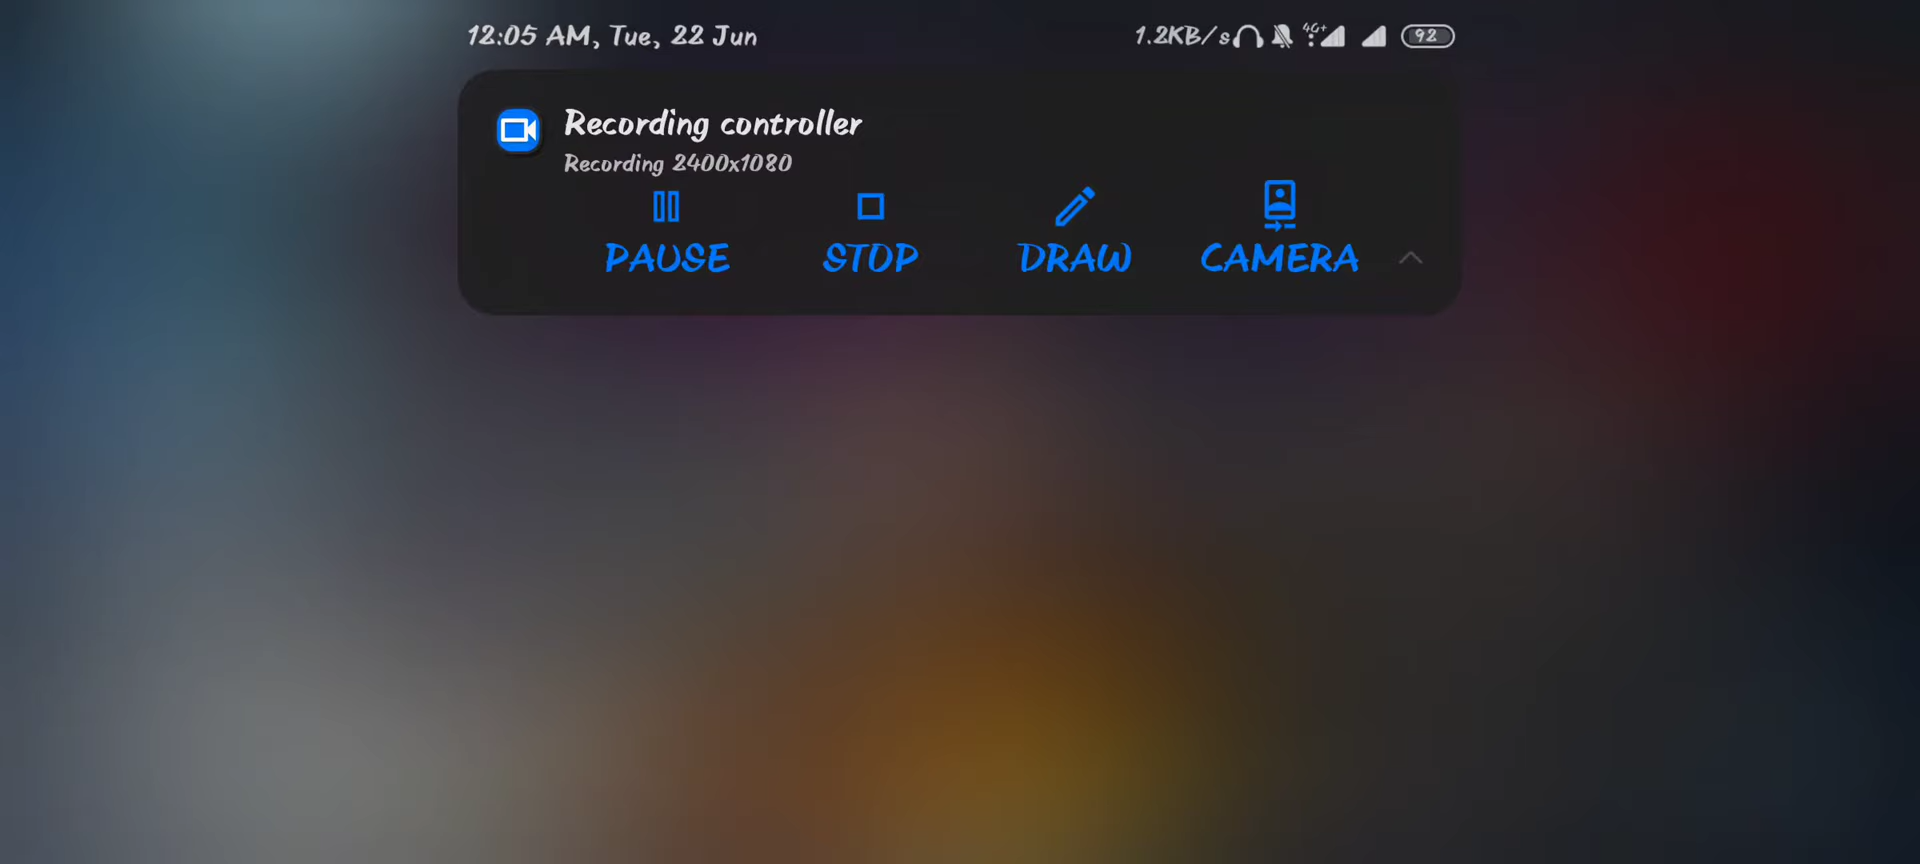 12:05 AM, Tue, 22 Jun
1.2KB/s 4G+ 92
Recording controller
Recording 2400x1080
PAUSE STOP DRAW CAMERA